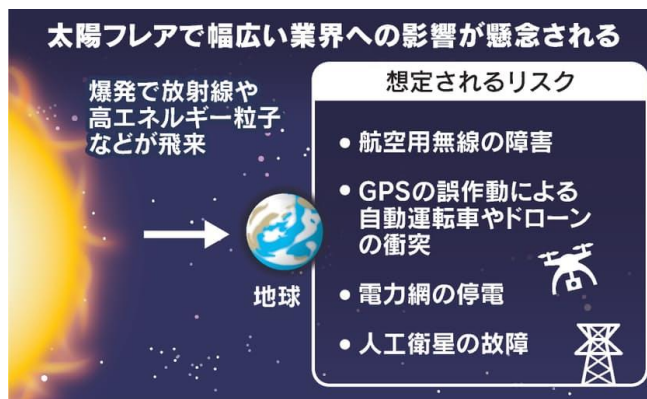 太陽フレアで幅広い業界への影響が懸念される
爆発で放射線や
高エネルギー粒子
などが飛来
地球
想定されるリスク
● 航空用無線の障害
● GPSの誤作動による
自動運転車やドローン
の衝突
● 電力網の停電
● 人工衛星の故障